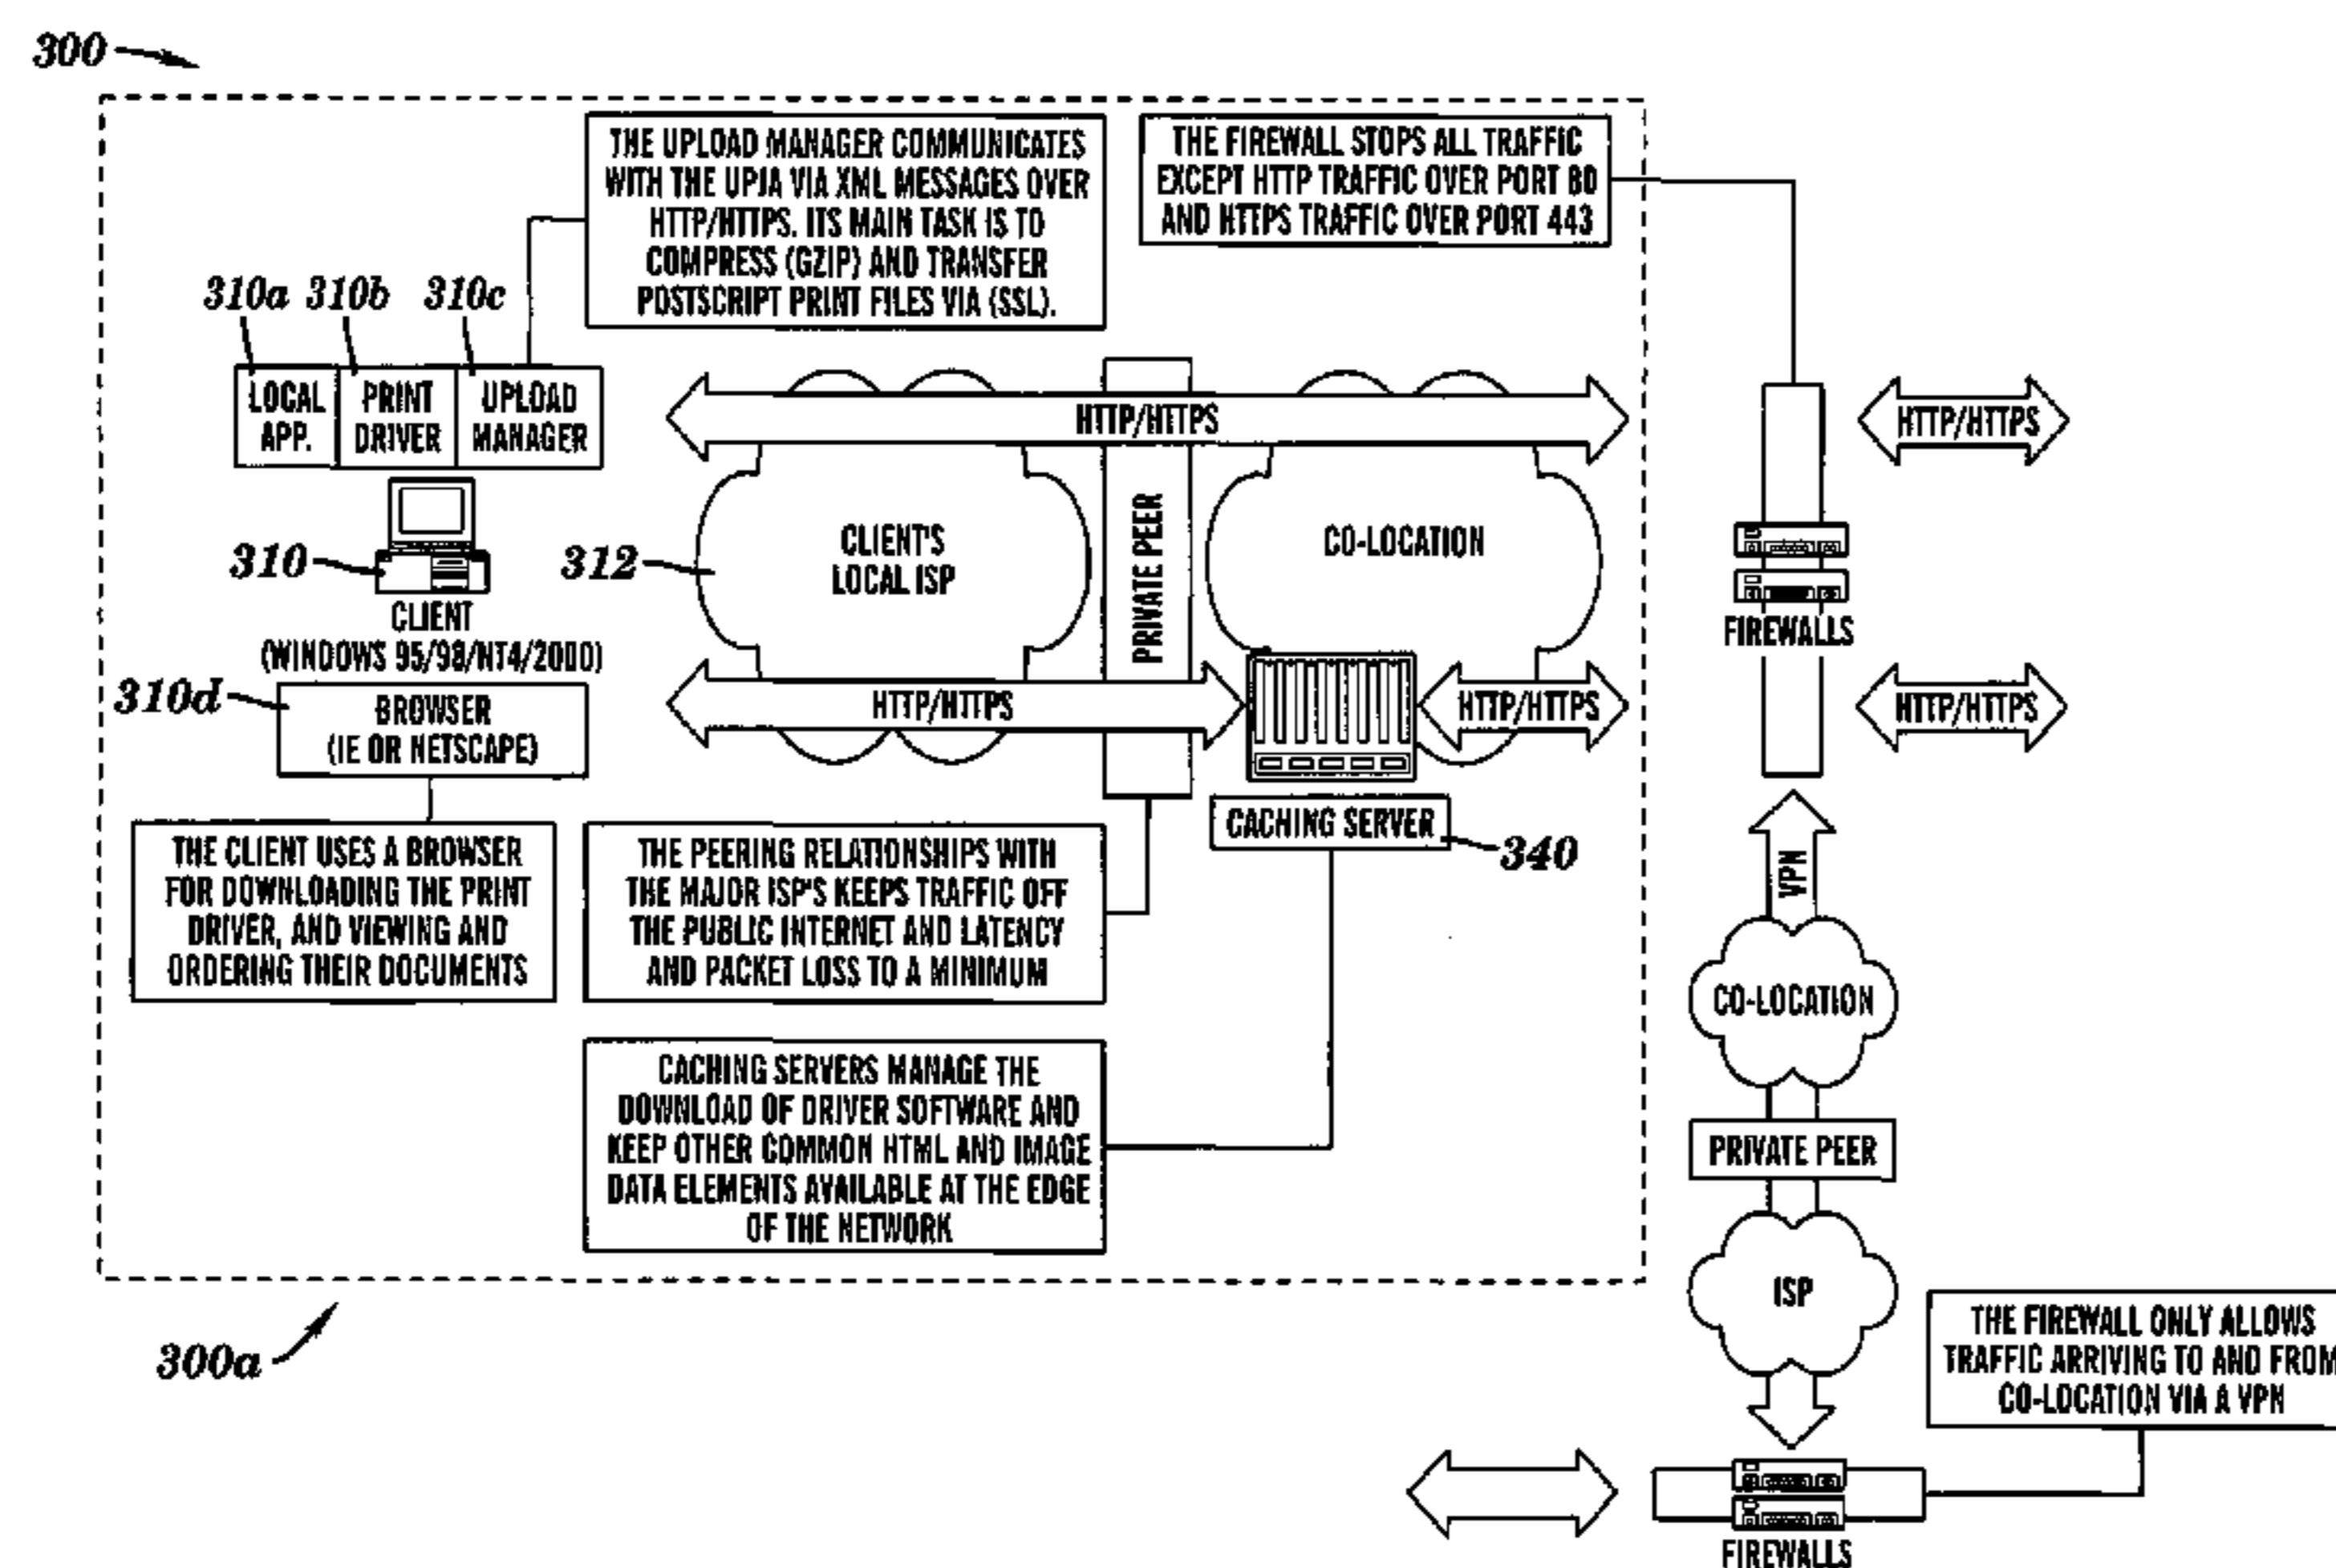 300
THE UPLOAD MANAGER COMMUNICATES
WITH THE UPJA VIA XML MESSAGES OVER
HTTP/HTTPS. ITS MAIN TASK IS TO
COMPRESS (GZIP) AND TRANSFER
POSTSCRIPT PRINT FILES VIA (SSL).
THE FIREWALL STOPS ALL TRAFFIC
EXCEPT HTTP TRAFFIC OVER PORT 80
AND HTTPS TRAFFIC OVER PORT 443
310a 310b 310c
LOCAL
APP.
PRINT
DRIVER
UPLOAD
MANAGER
HTTP/HTTPS
HTTP/HTTPS
310
CLIENT
(WINDOWS 95/98/NT4/2000)
312
CLIENT'S
LOCAL ISP
PRIVATE PEER
CO-LOCATION
FIREWALLS
310d
BROWSER
(IE OR NETSCAPE)
HTTP/HTTPS
HTTP/HTTPS
HTTP/HTTPS
CACHING SERVER
340
THE CLIENT USES A BROWSER
FOR DOWNLOADING THE PRINT
DRIVER, AND VIEWING AND
ORDERING THEIR DOCUMENTS
THE PEERING RELATIONSHIPS WITH
THE MAJOR ISP'S KEEPS TRAFFIC OFF
THE PUBLIC INTERNET AND LATENCY
AND PACKET LOSS TO A MINIMUM
VPN
CO-LOCATION
CACHING SERVERS MANAGE THE
DOWNLOAD OF DRIVER SOFTWARE AND
KEEP OTHER COMMON HTML AND IMAGE
DATA ELEMENTS AVAILABLE AT THE EDGE
OF THE NETWORK
PRIVATE PEER
ISP
300a
THE FIREWALL ONLY ALLOWS
TRAFFIC ARRIVING TO AND FROM
CO-LOCATION VIA A VPN
FIREWALLS